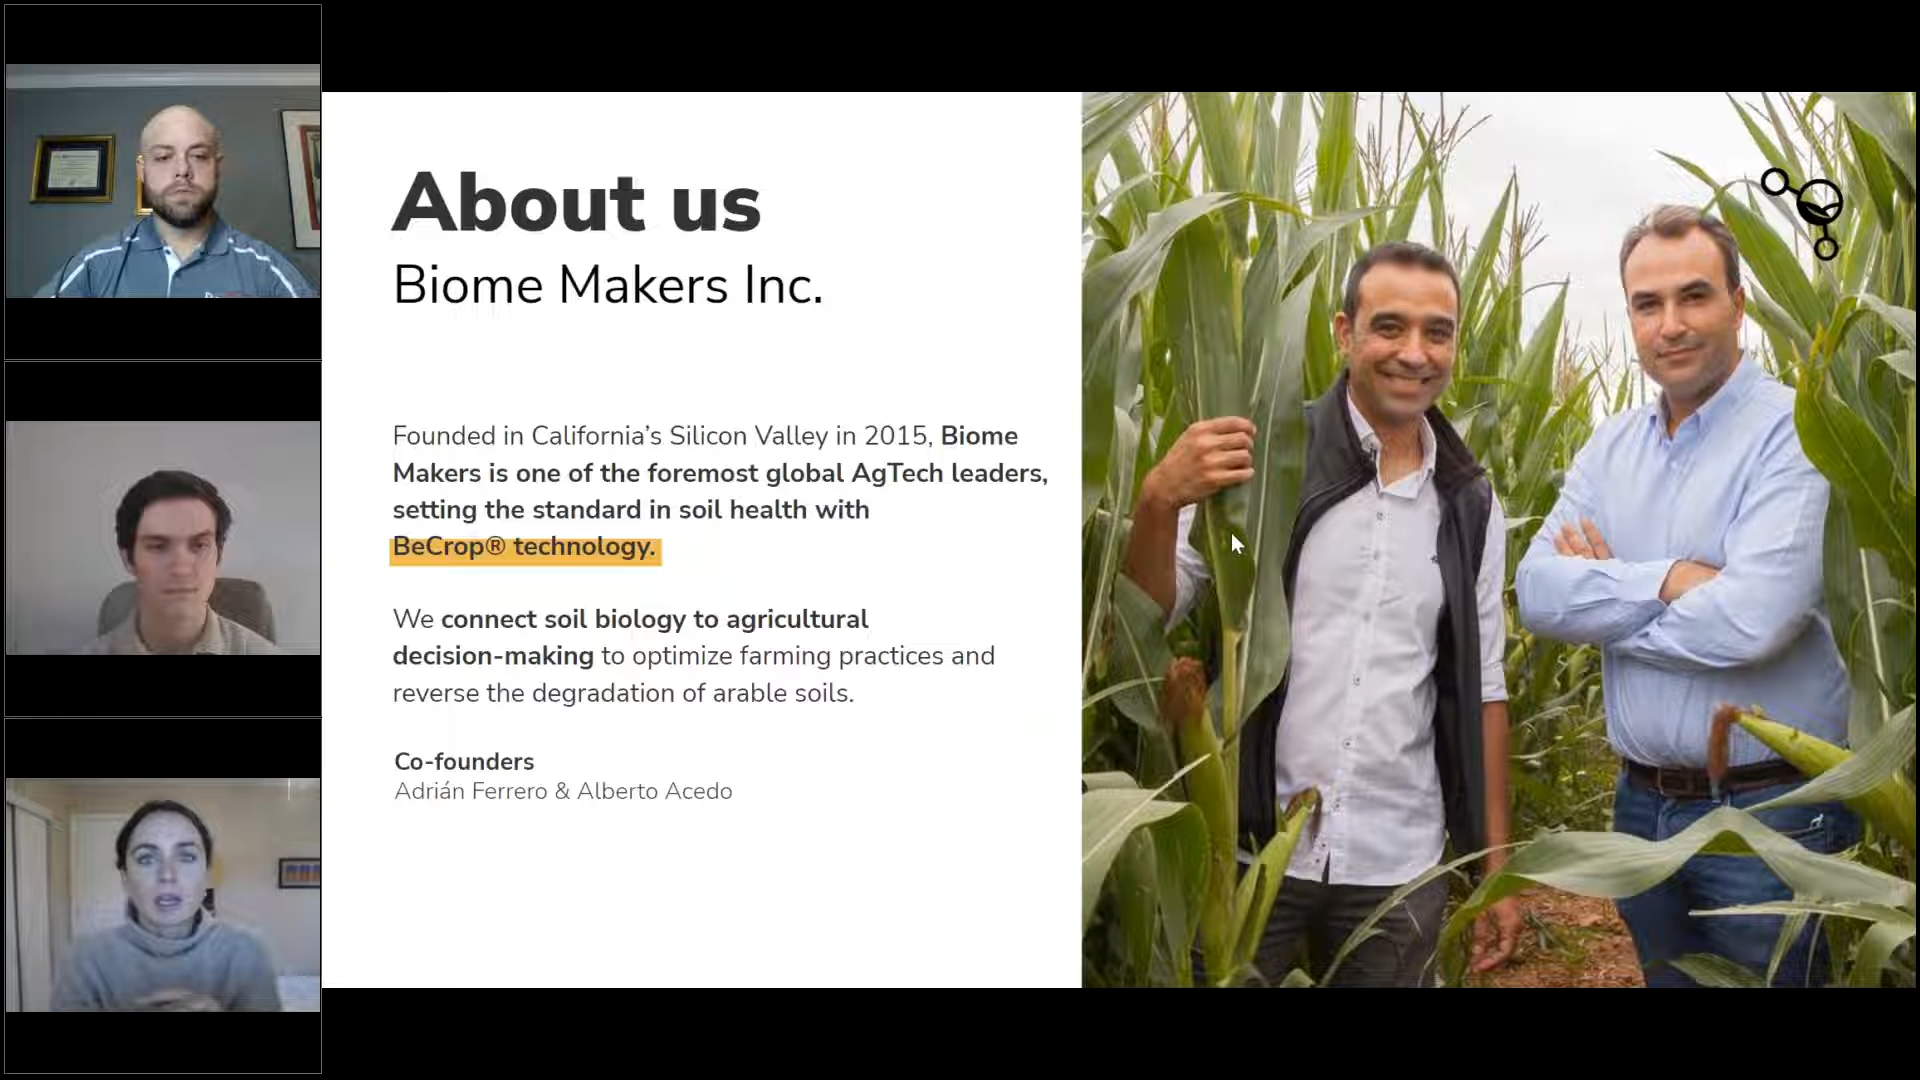 About us
Biome Makers Inc.
Founded in California's Silicon Valley in 2015, Biome
Makers is one of the foremost global AgTech leaders,
setting the standard in soil health with
BeCrop® technology.
We connect soil biology to agricultural
decision-making to optimize farming practices and
reverse the degradation of arable soils.
Co-founders
Adrián Ferrero & Alberto Acedo